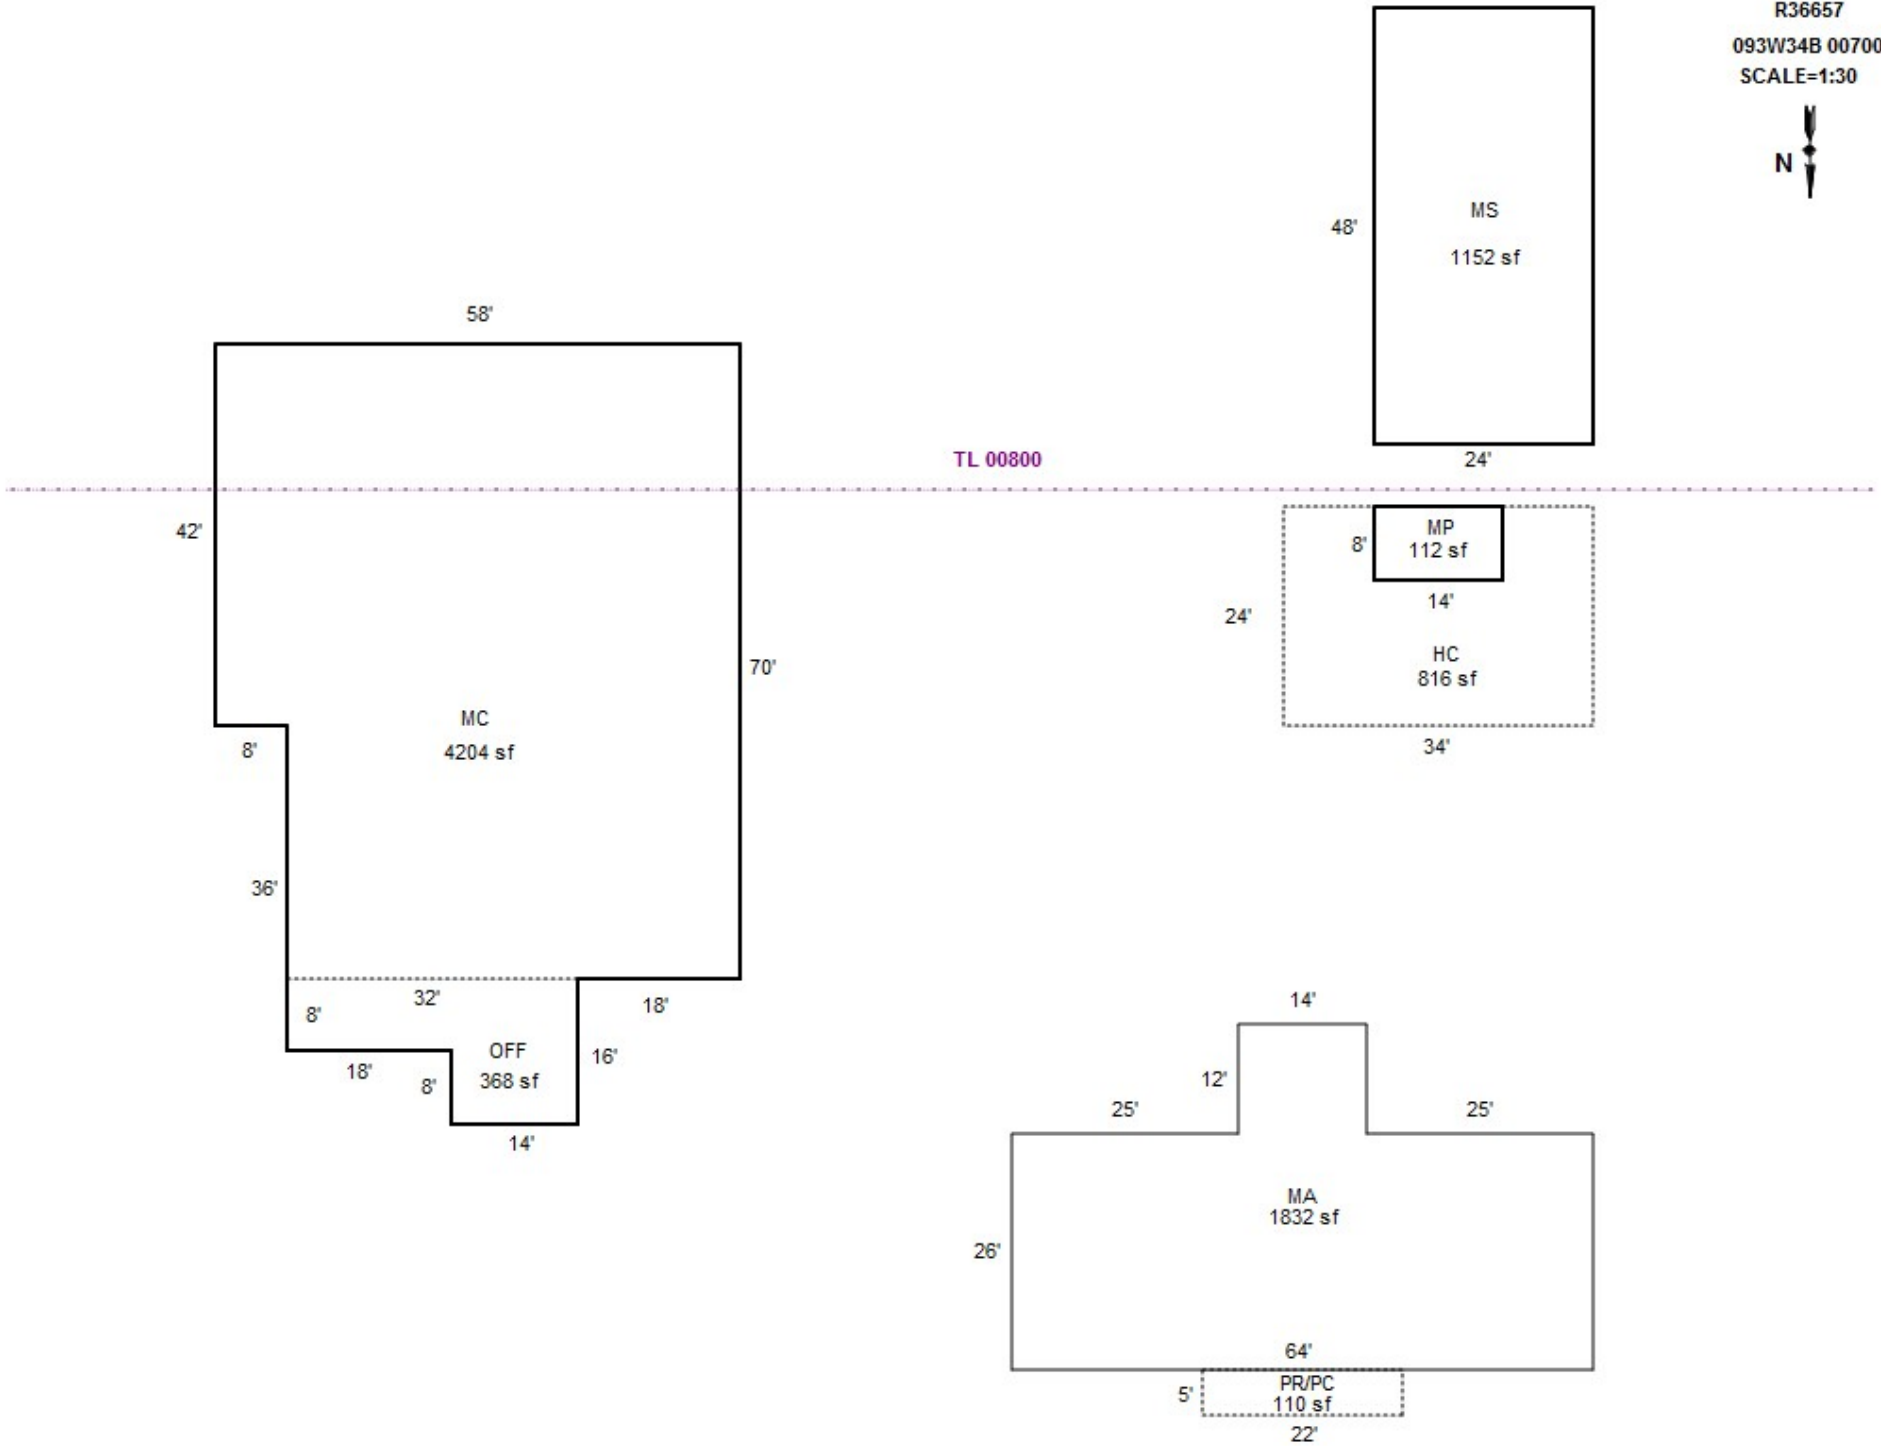 R36657
093W34B 00700
SCALE=1:30
N
48'
MS
1152 sf
24'
58'
TL 00800
42'
70'
MC
4204 sf
8'
36'
32'
18'
8'
OFF
368 sf
16'
18'
8'
14'
MP
112 sf
8'
14'
24'
HC
816 sf
34'
14'
12'
25'
25'
MA
1832 sf
26'
64'
PR/PC
110 sf
5'
22'